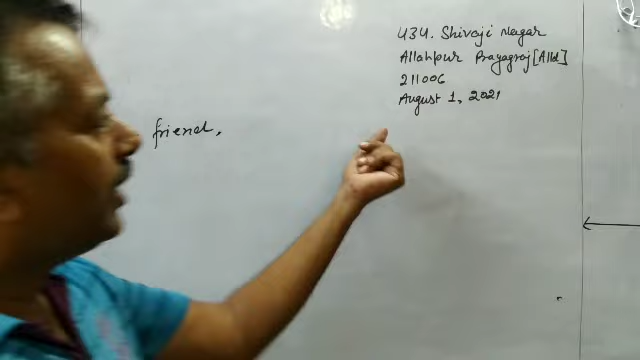 434. Shivaji Nagar
Allahpur Prayagraj [Alld]
211006
August 1, 2021
friend,